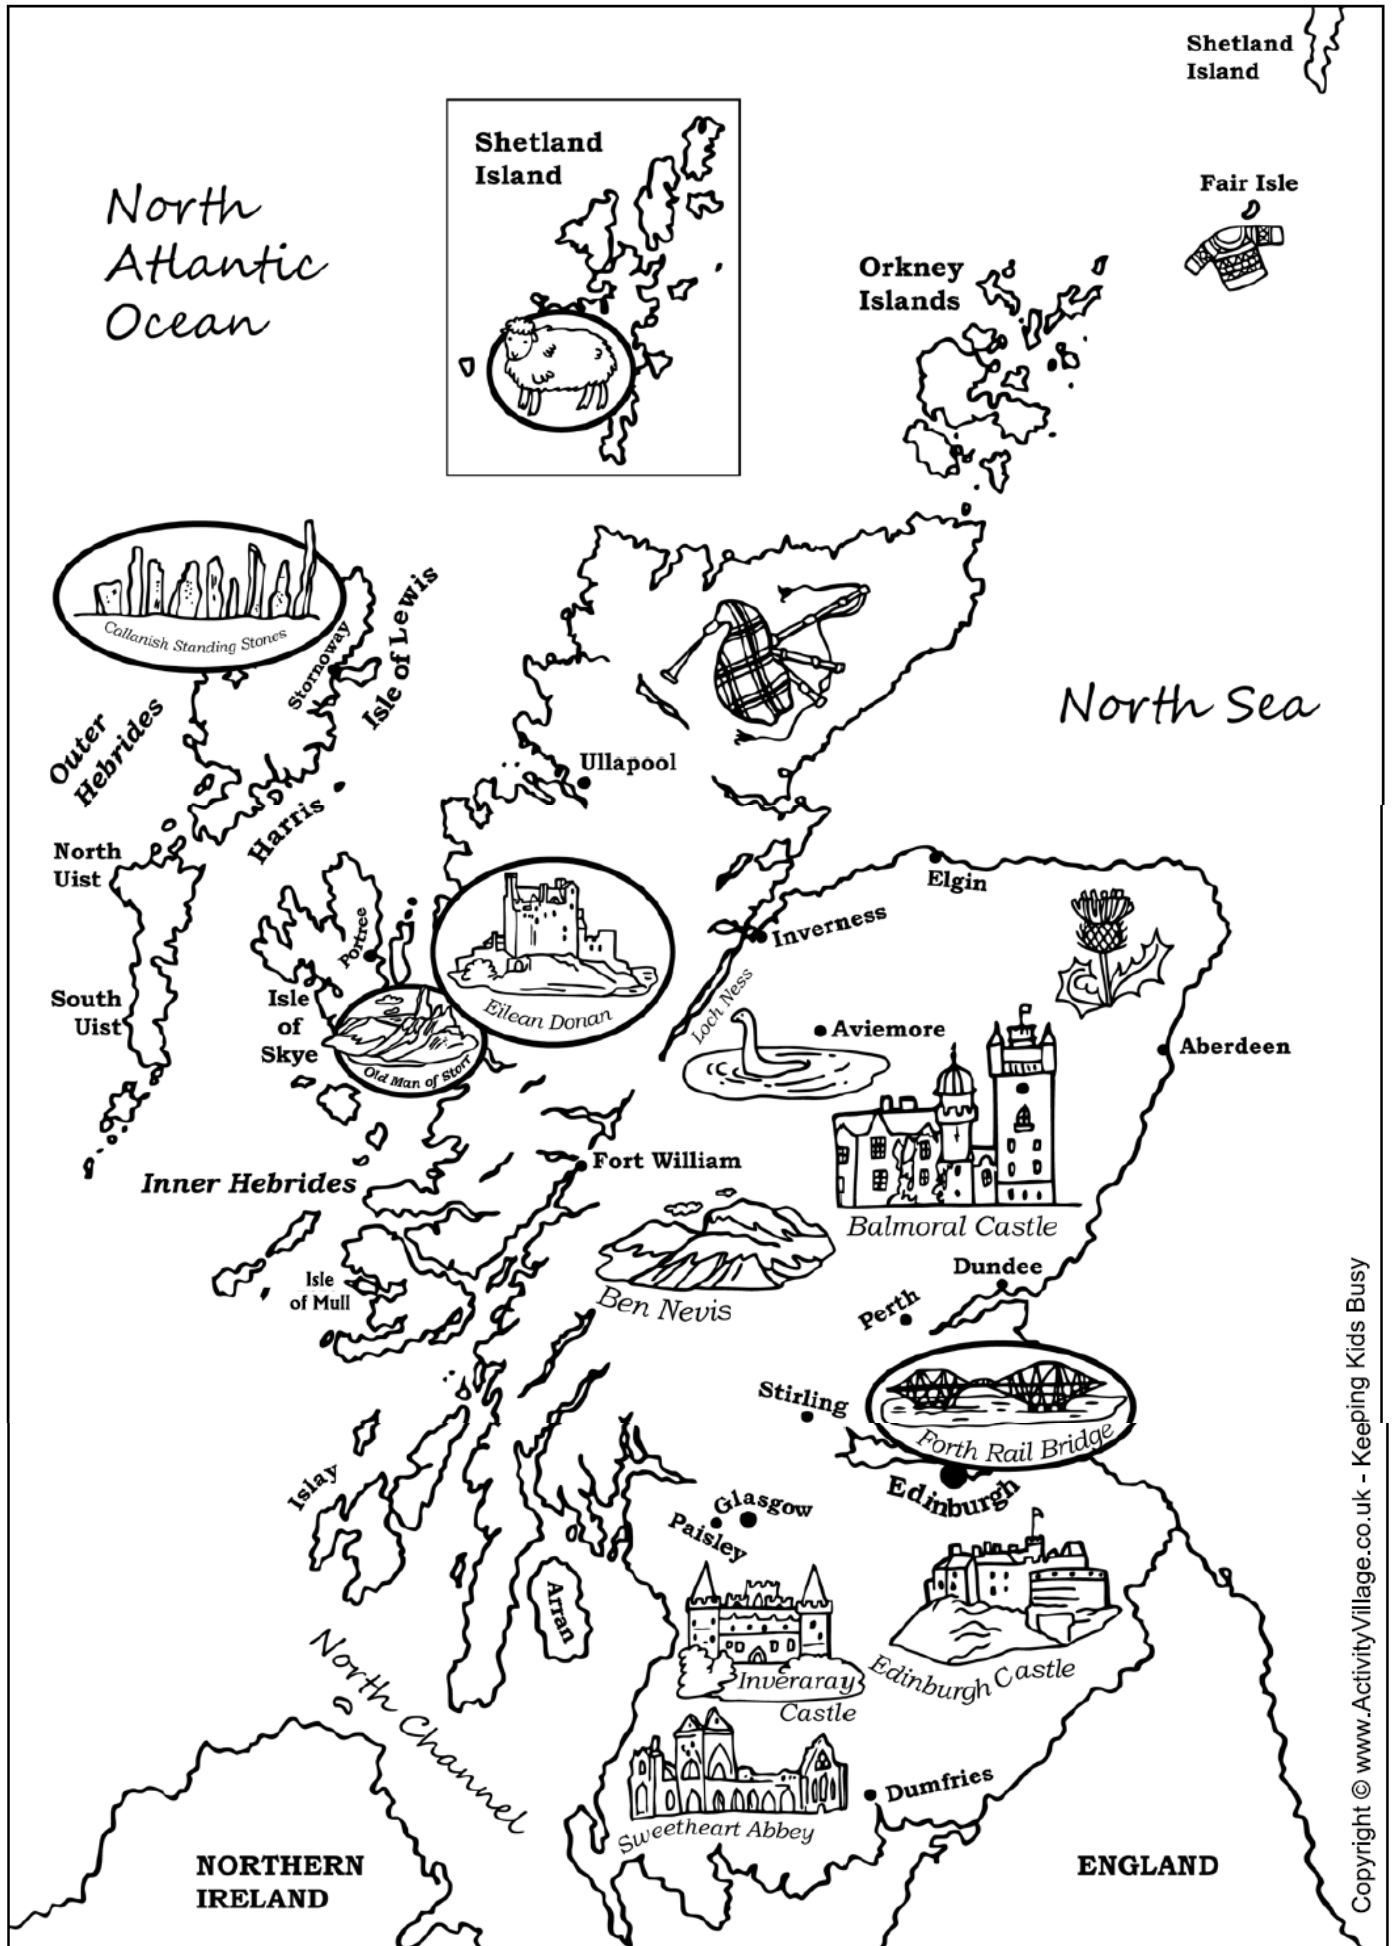 Shetland
Island
Shetland
Island
North
Atlantic
Ocean
Fair Isle
Orkney
Islands
Callanish Standing Stones
Stornoway
Isle of Lewis
Outer
Hebrides
North Sea
Ullapool
Harris
North
Uist
Elgin
Portree
Inverness
Eilean Donan
Loch Ness
South
Uist
Isle
of
Skye
Old Man of Storr
Aviemore
Aberdeen
Fort William
Inner Hebrides
Balmoral Castle
Isle
of Mull
Ben Nevis
Dundee
Perth
Stirling
Forth Rail Bridge
Islay
Edinburgh
Glasgow
Paisley
Arran
Inveraray
Castle
Edinburgh Castle
North Channel
Dumfries
Sweetheart Abbey
NORTHERN
IRELAND
ENGLAND
Copyright © www.ActivityVillage.co.uk - Keeping Kids Busy